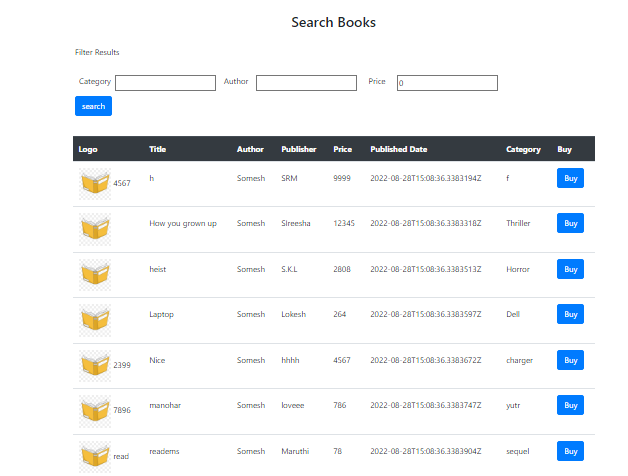 Search Books
Filter Results
Category Author Price 0
search
Logo Title Author Publisher Price Published Date Category Buy
4567 h Somesh SRM 9999 2022-08-28T15:08:36.3383194Z f Buy
How you grown up Somesh SIreesha 12345 2022-08-28T15:08:36.3383318Z Thriller Buy
heist Somesh S.K.L 2808 2022-08-28T15:08:36.3383513Z Horror Buy
Laptop Somesh Lokesh 264 2022-08-28T15:08:36.3383597Z Dell Buy
2399 Nice Somesh hhhh 4567 2022-08-28T15:08:36.3383672Z charger Buy
7896 manohar Somesh loveee 786 2022-08-28T15:08:36.3383747Z yutr Buy
read readems Somesh Maruthi 78 2022-08-28T15:08:36.3383904Z sequel Buy